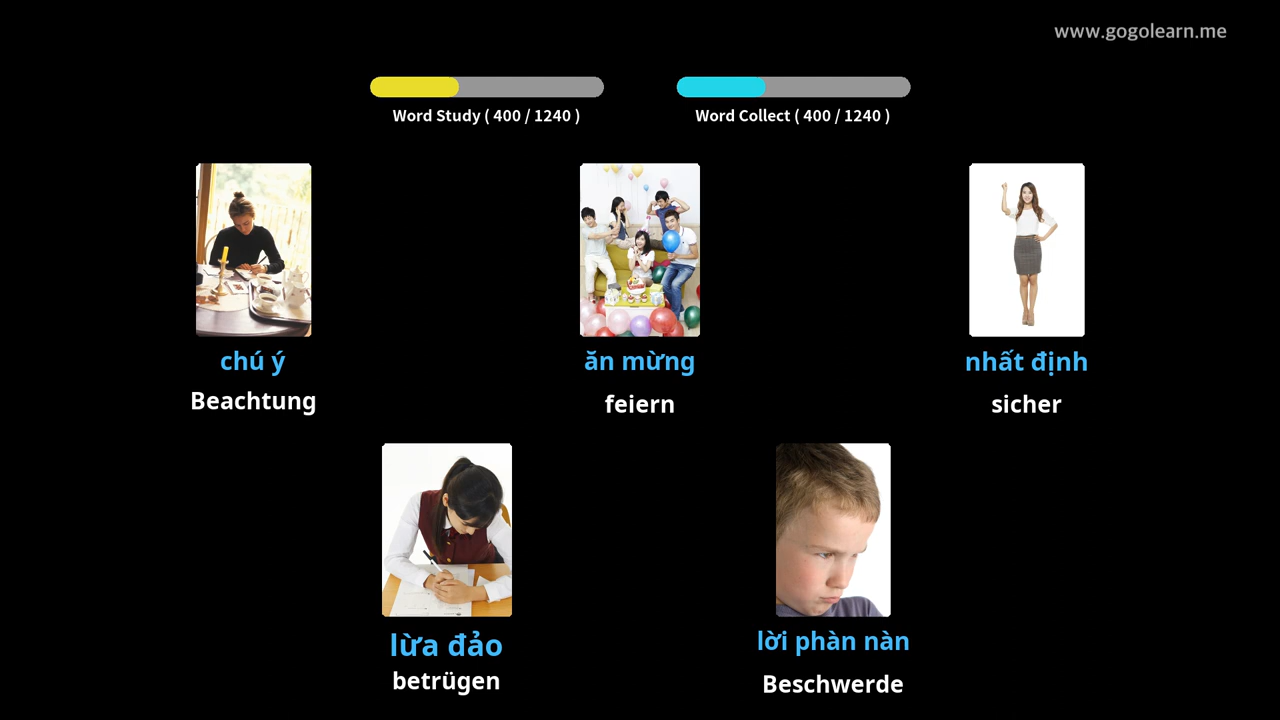 www.gogolearn.me
Word Study ( 400 / 1240 )
Word Collect ( 400 / 1240 )
chú ý
Beachtung
ăn mừng
feiern
nhất định
sicher
lừa đảo
betrügen
lời phàn nàn
Beschwerde